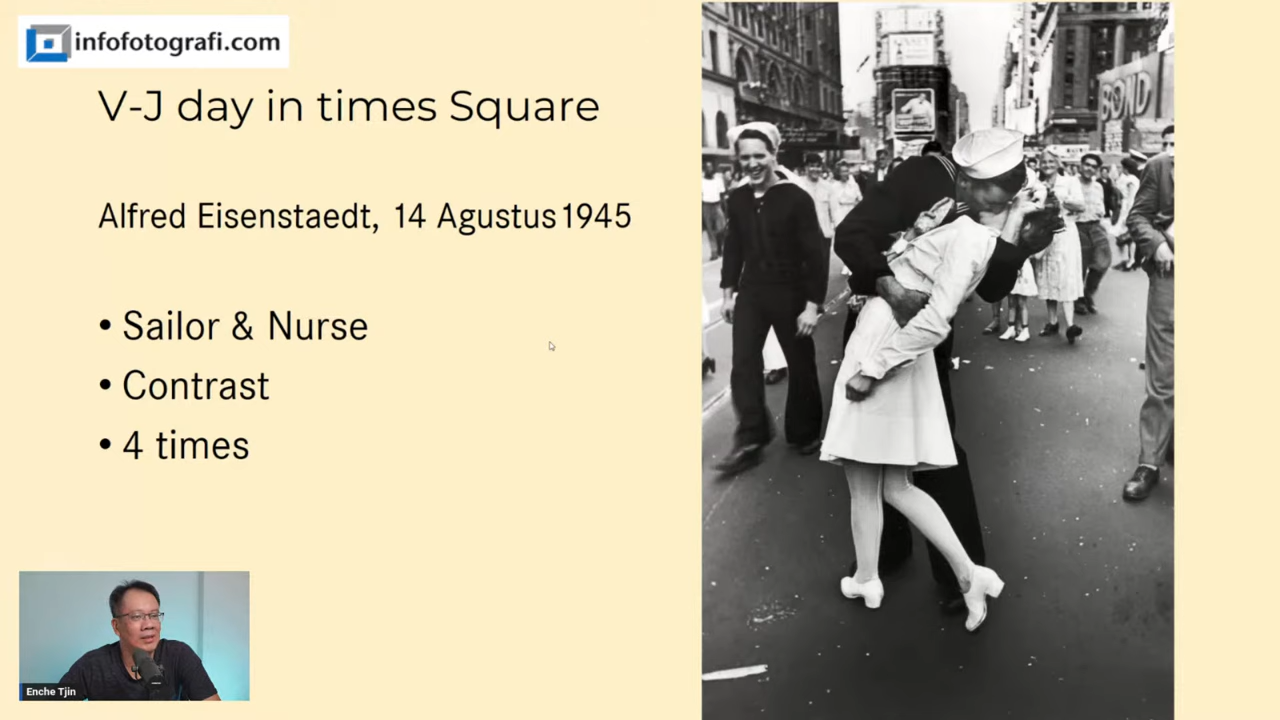 infofotografi.com
V-J day in times Square
Alfred Eisenstaedt, 14 Agustus 1945
• Sailor & Nurse
• Contrast
• 4 times
BOND
Enche Tjin